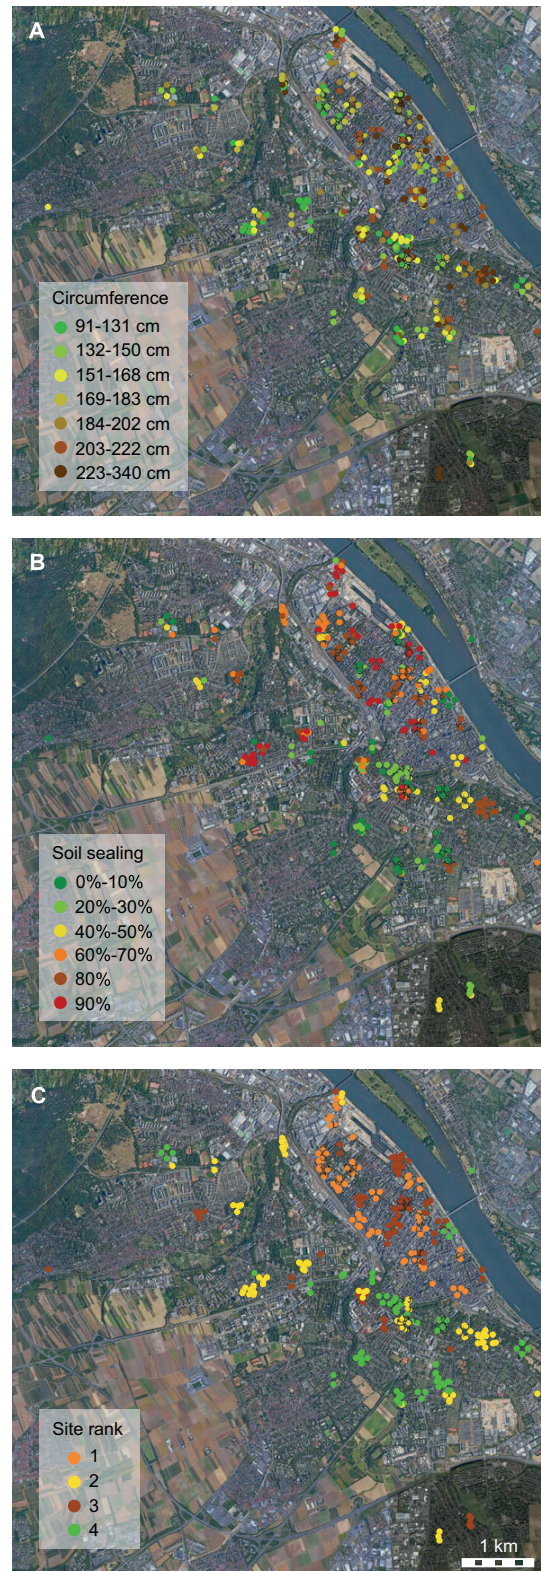 A
Circumference
91-131 cm
132-150 cm
151-168 cm
169-183 cm
184-202 cm
203-222 cm
223-340 cm
B
Soil sealing
0%-10%
20%-30%
40%-50%
60%-70%
80%
90%
C
Site rank
1
2
3
4
1 km